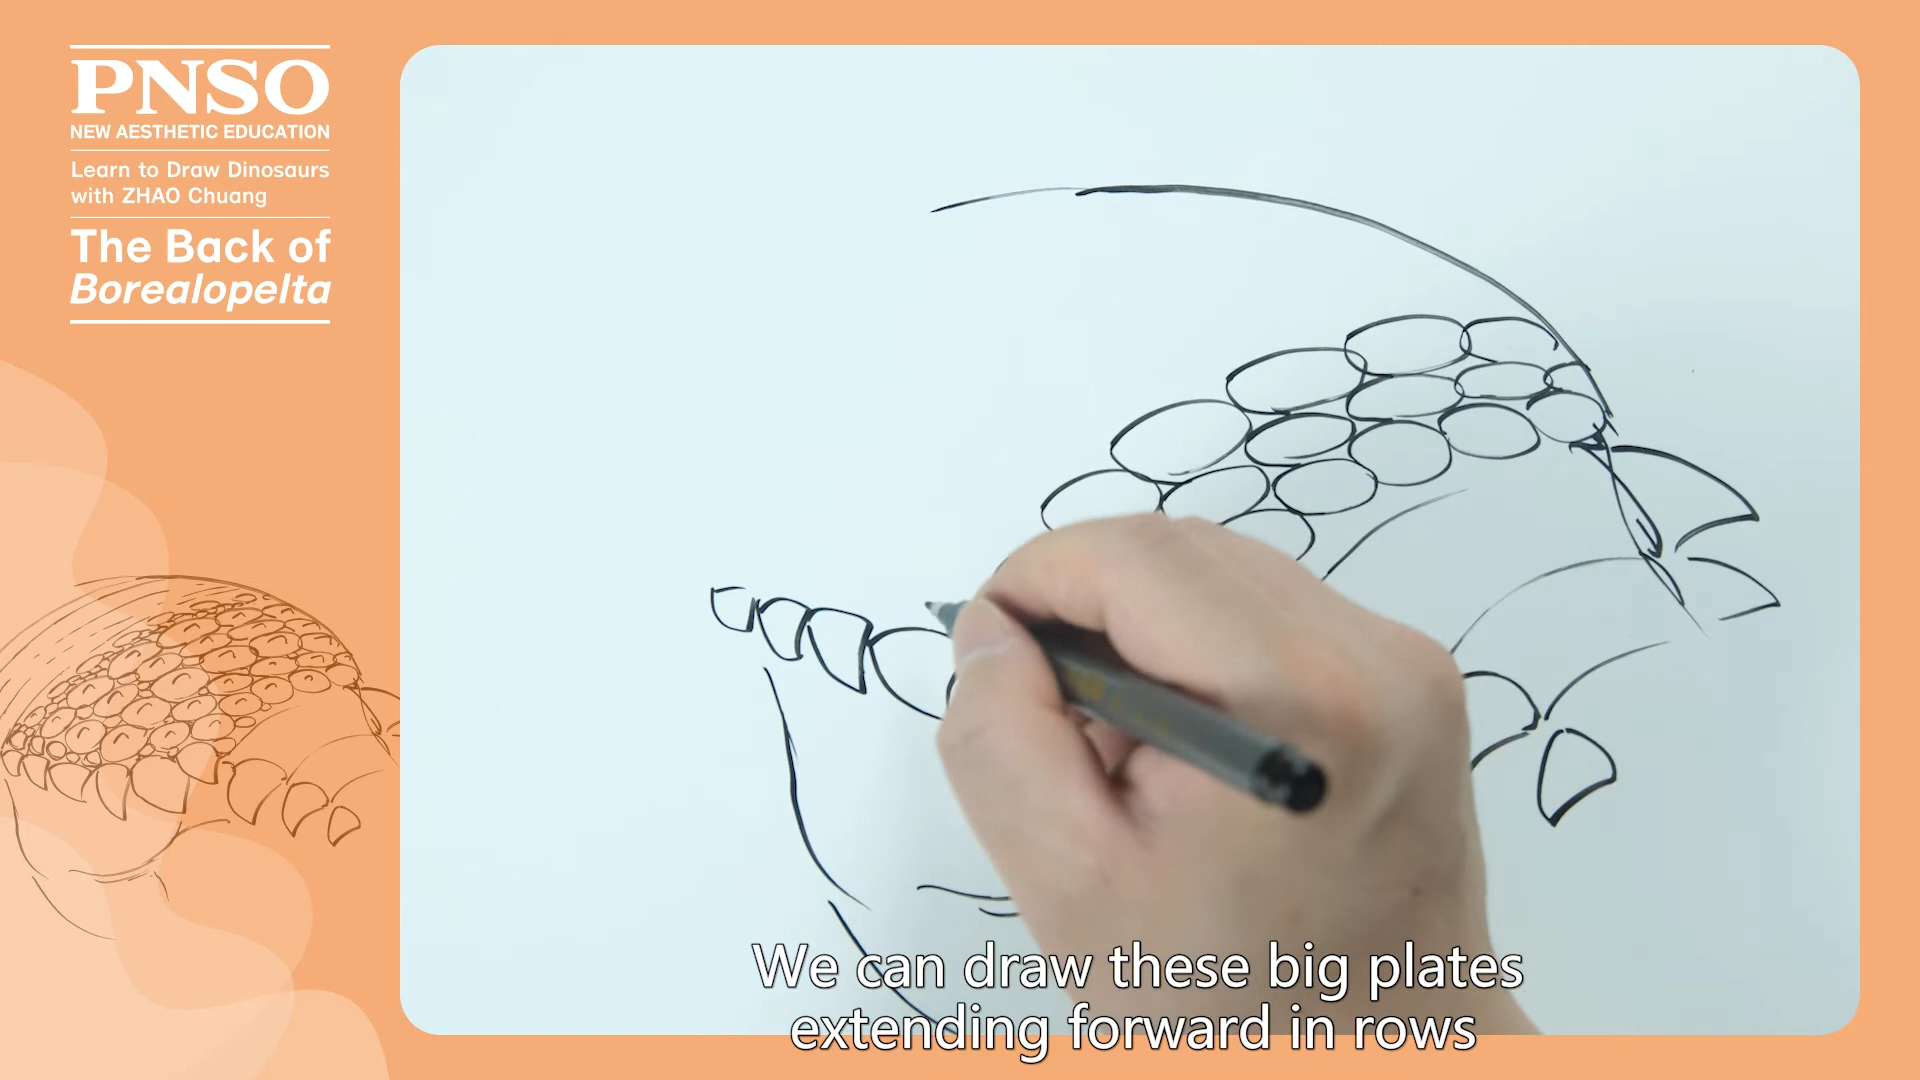 PNSO
NEW AESTHETIC EDUCATION
Learn to Draw Dinosaurs
with ZHAO Chuang
The Back of
Borealopelta
We can draw these big plates
extending forward in rows